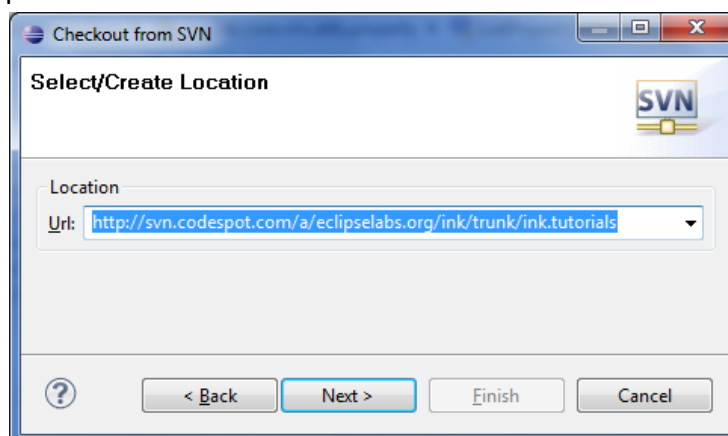 Checkout from SVN
Select/Create Location
SVN
Location
Url: http://svn.codespot.com/a/eclipselabs.org/ink/trunk/ink.tutorials
? < Back Next > Finish Cancel